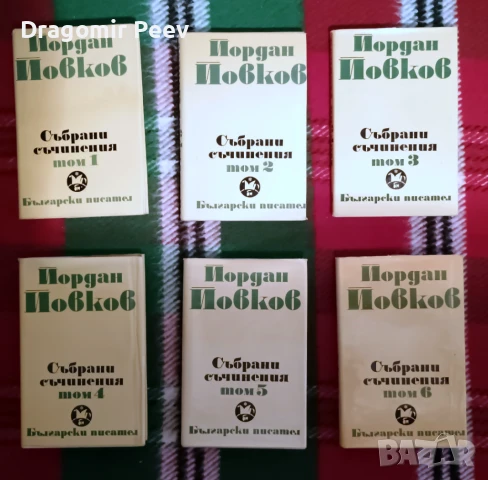 Dragomir Peev
Йордан
Йовков
Събрани
съчинения
том 1
Български писател
Йордан
Йовков
Събрани
съчинения
том 2
Български писател
Йордан
Йовков
Събрани
съчинения
том 3
Български писател
Йордан
Йовков
Събрани
съчинения
том 4
Български писател
Йордан
Йовков
Събрани
съчинения
том 5
Български писател
Йордан
Йовков
Събрани
съчинения
том 6
Български писател
BAZAR